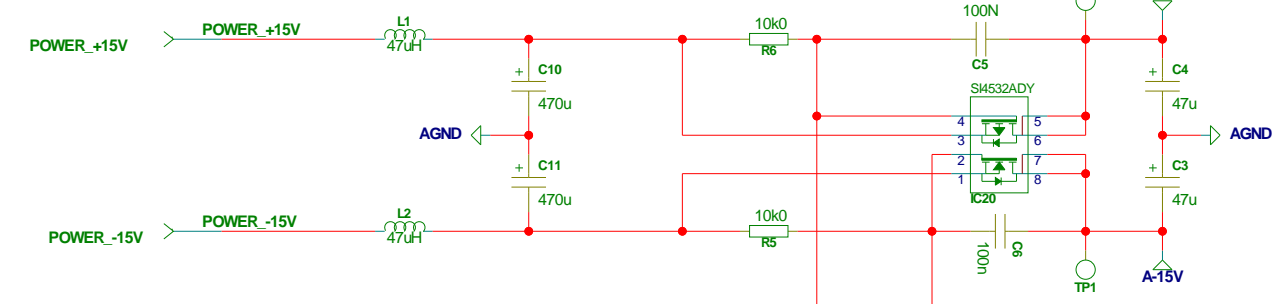 100N
L1
10k0
POWER_+15V
POWER_+15V
47uH
R6
C5
C10
C4
+
+
SI4532ADY
470u
47u
4
5
AGND
AGND
3
6
2
7
C11
C3
+
+
1
8
470u
IC20
47u
L2
10k0
POWER_-15V
POWER_-15V
47uH
R5
100n
C6
A-15V
TP1